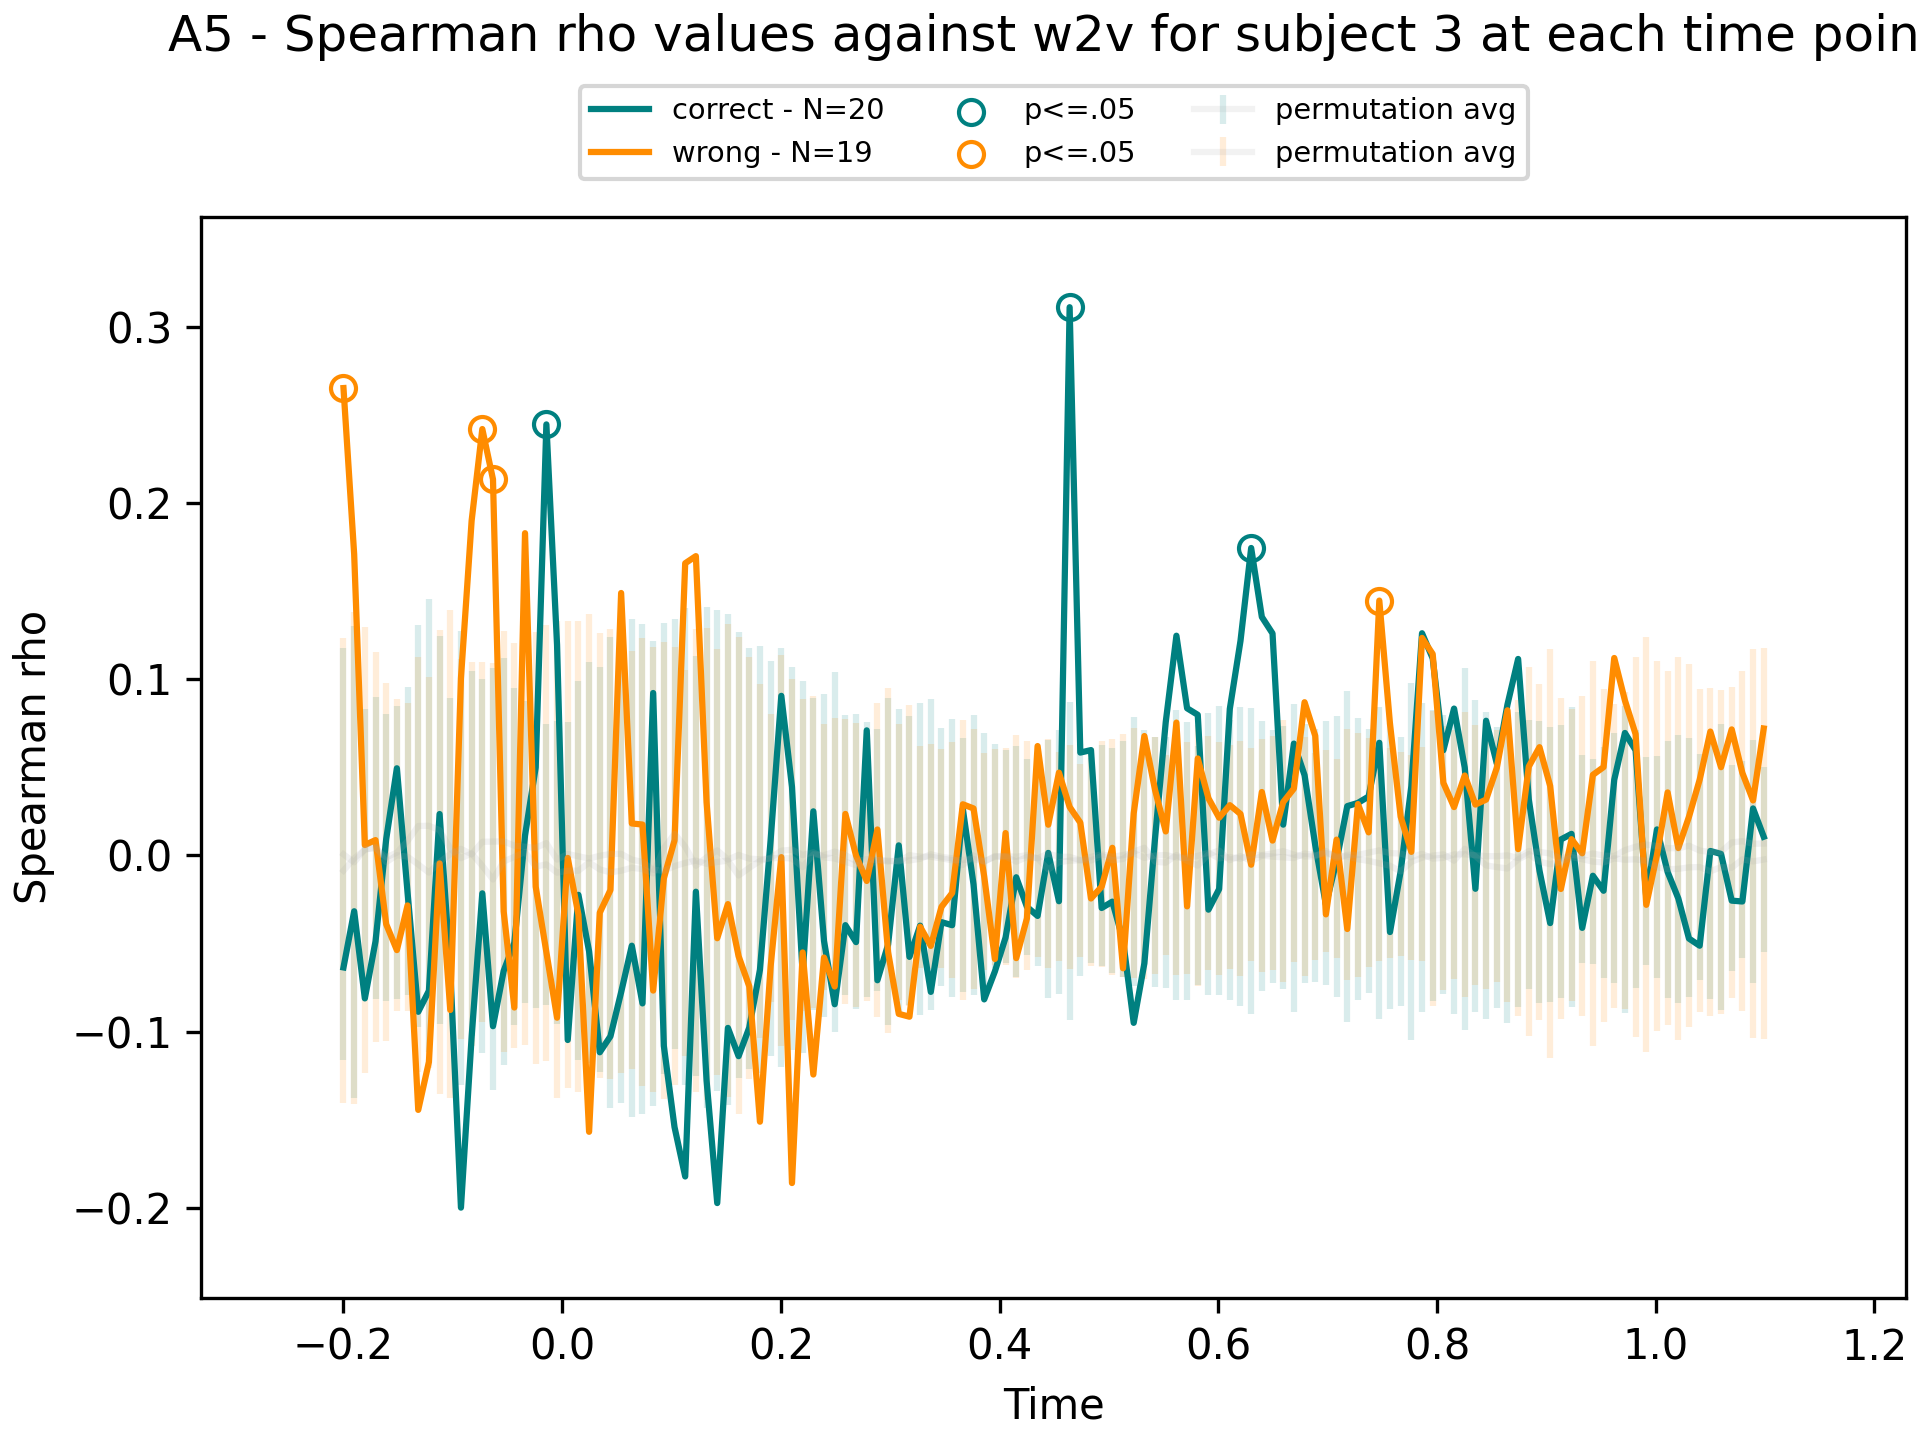 A5 - Spearman rho values against w2v for subject 3 at each time poin
correct - N=20
wrong - N=19
p<=.05
p<=.05
permutation avg
permutation avg
Spearman rho
0.3
0.2
0.1
0.0
−0.1
−0.2
−0.2
0.0
0.2
0.4
0.6
0.8
1.0
1.2
Time